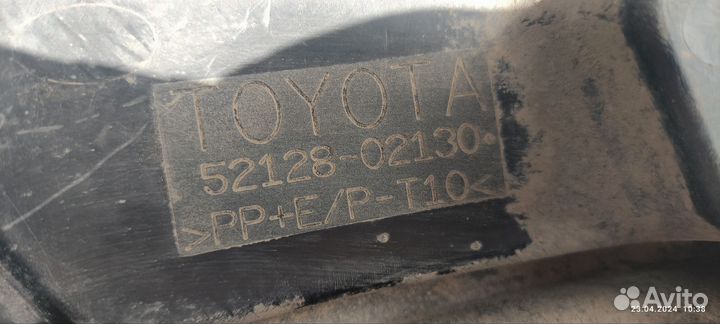 TOYOTA
52128-02130
>PP+E/P-T10<
Avito
23.04.2024 10:38